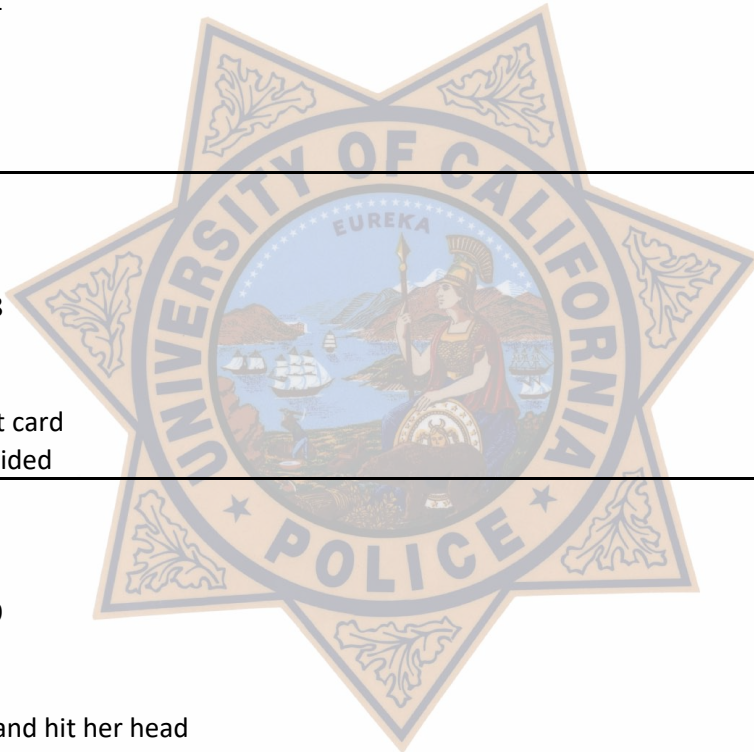 UNIVERSITY OF CALIFORNIA
EUREKA
t card
ided
POLICE
and hit her head